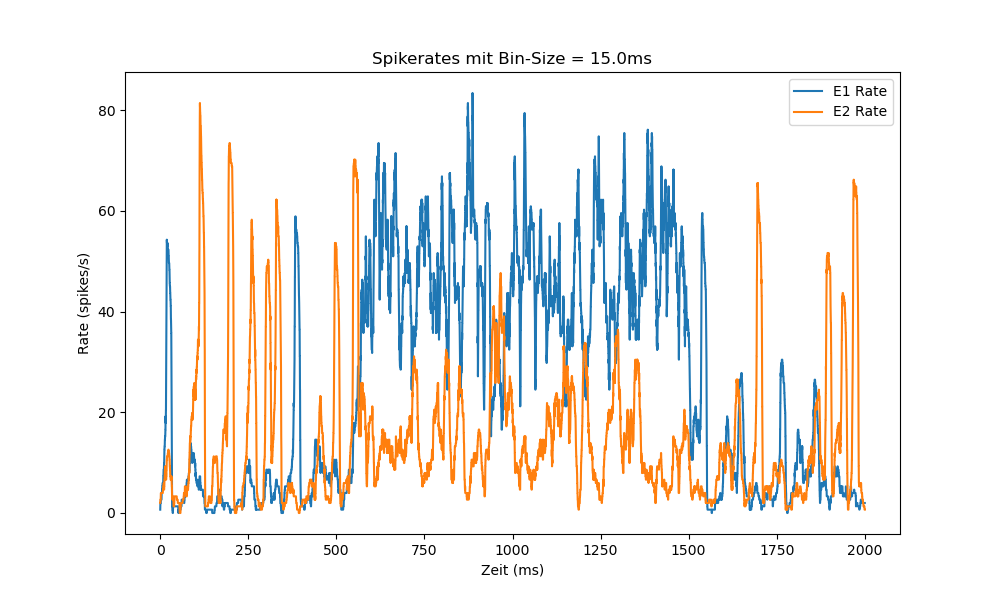 Spikerates mit Bin-Size = 15.0ms
E1 Rate
E2 Rate
Rate (spikes/s)
80
60
40
20
0
0 250 500 750 1000 1250 1500 1750 2000
Zeit (ms)